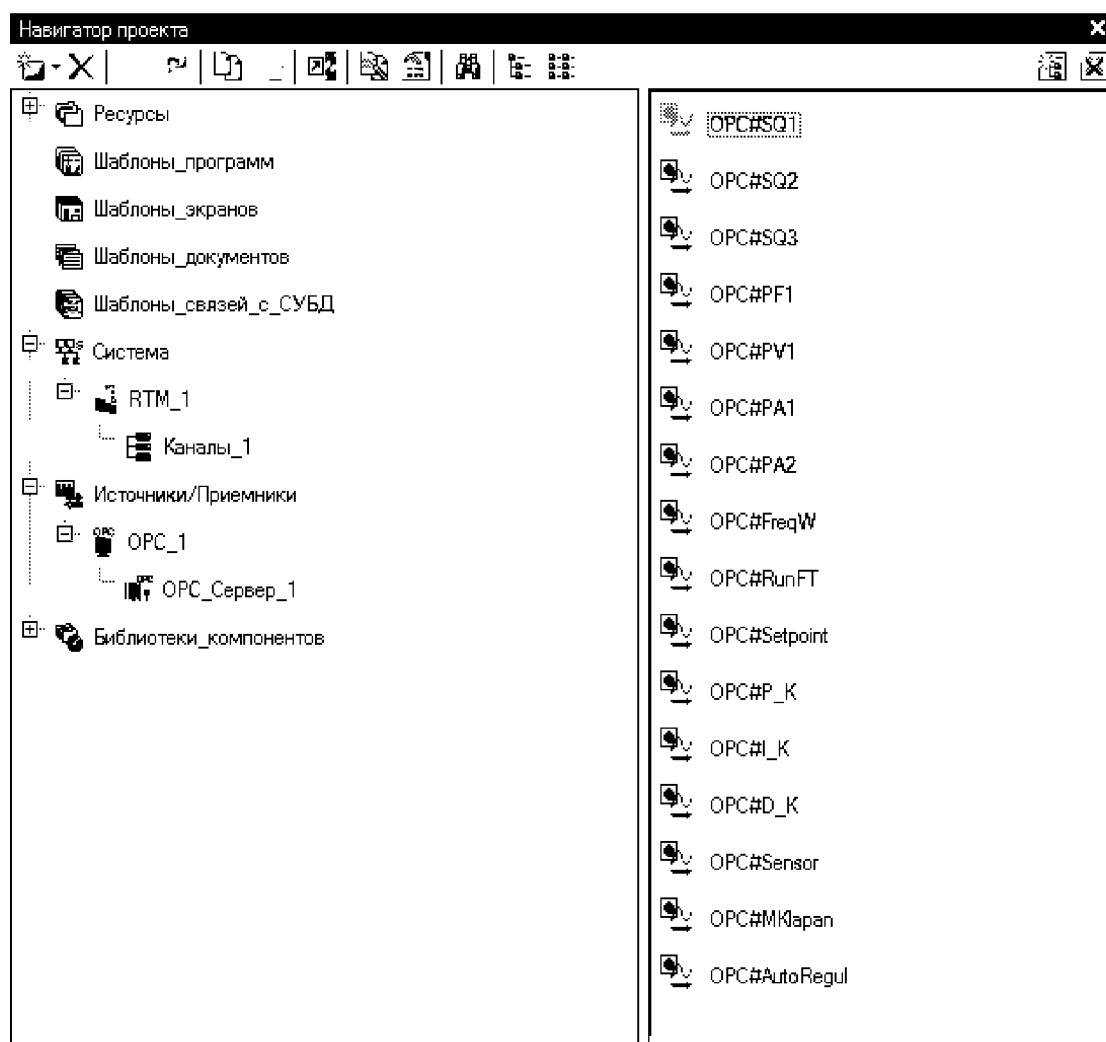 Навигатор проекта
Ресурсы
Шаблоны_программ
Шаблоны_экранов
Шаблоны_документов
Шаблоны_связей_с_СУБД
Система
RTM_1
Каналы_1
Источники/Приемники
OPC_1
OPC_Сервер_1
Библиотеки_компонентов
OPC#SQ1
OPC#SQ2
OPC#SQ3
OPC#PF1
OPC#PV1
OPC#PA1
OPC#PA2
OPC#FreqW
OPC#RunFT
OPC#Setpoint
OPC#P_K
OPC#I_K
OPC#D_K
OPC#Sensor
OPC#MKlapan
OPC#AutoRegul